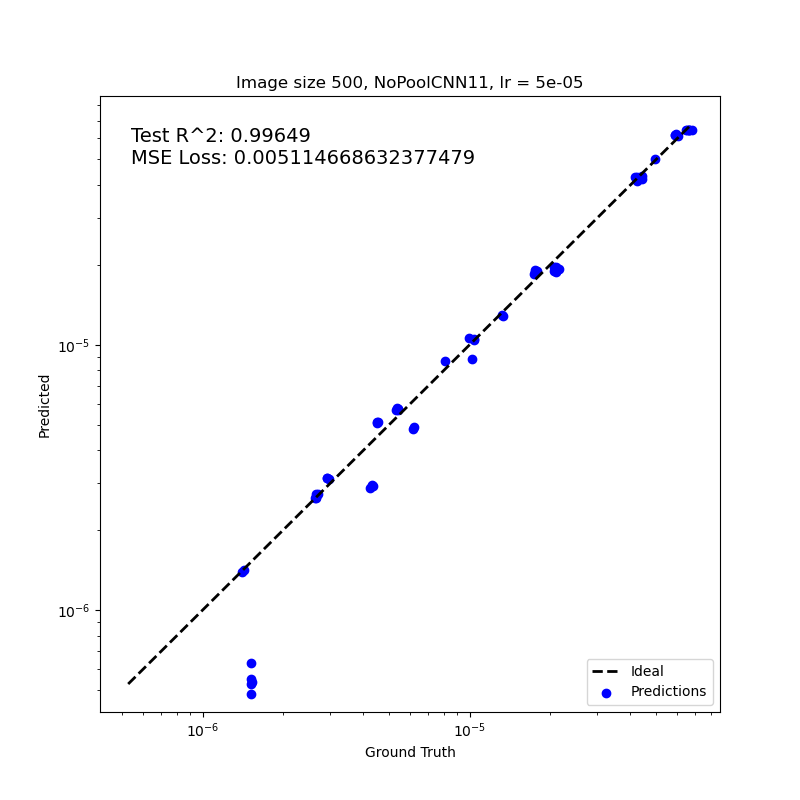 Image size 500, NoPoolCNN11, lr = 5e-05
Test R^2: 0.99649
MSE Loss: 0.005114668632377479
Predicted
10⁻⁵
10⁻⁶
Ideal
Predictions
10⁻⁶
10⁻⁵
Ground Truth